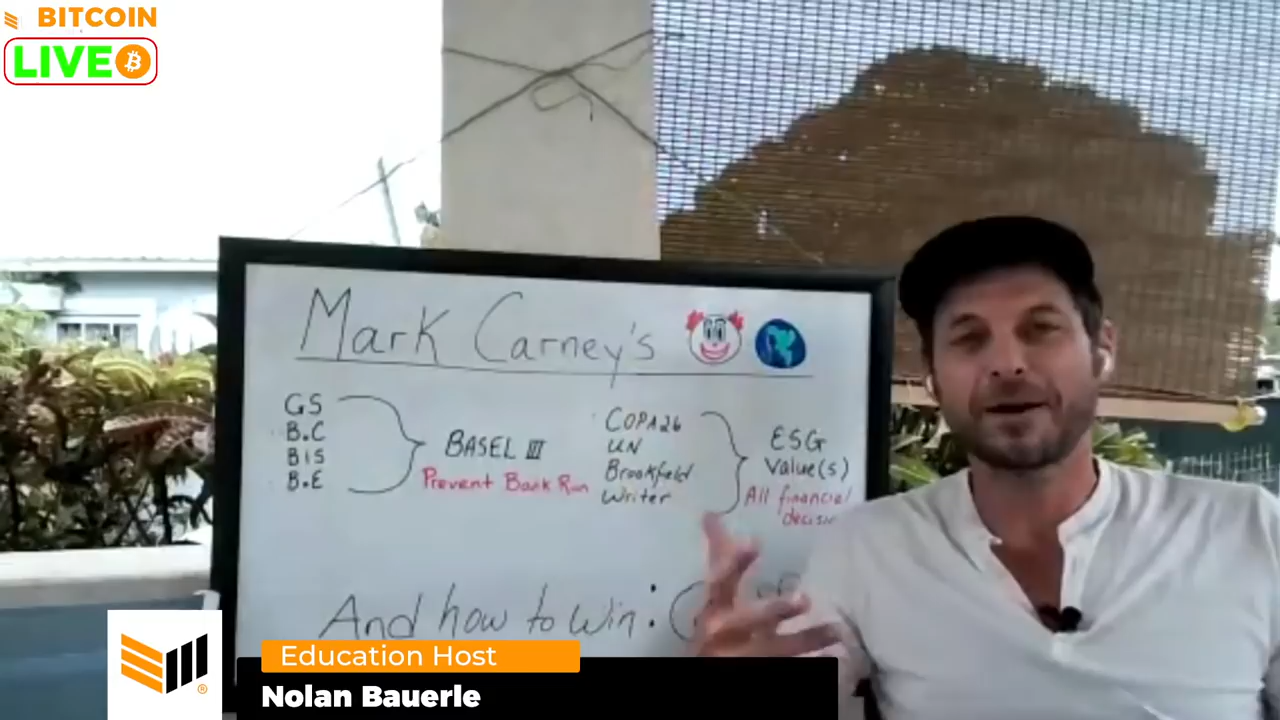 BITCOIN
LIVE
Mark Carney's
GS
B.C
BIS
B.E
BASEL III
Prevent Bank Run
COPA26
UN
Brookfield
Writer
ESG
Value(s)
All financial
And how to win:
Education Host
Nolan Bauerle